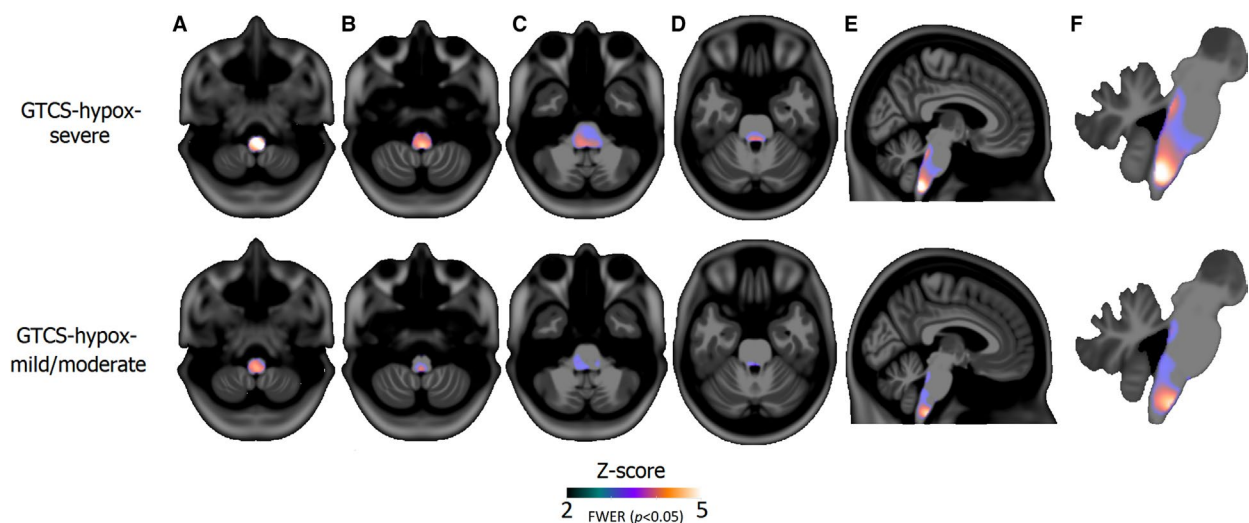 A B C D E F
GTCS-hypox-
severe
GTCS-hypox-
mild/moderate
Z-score
2 FWER (p<0.05) 5